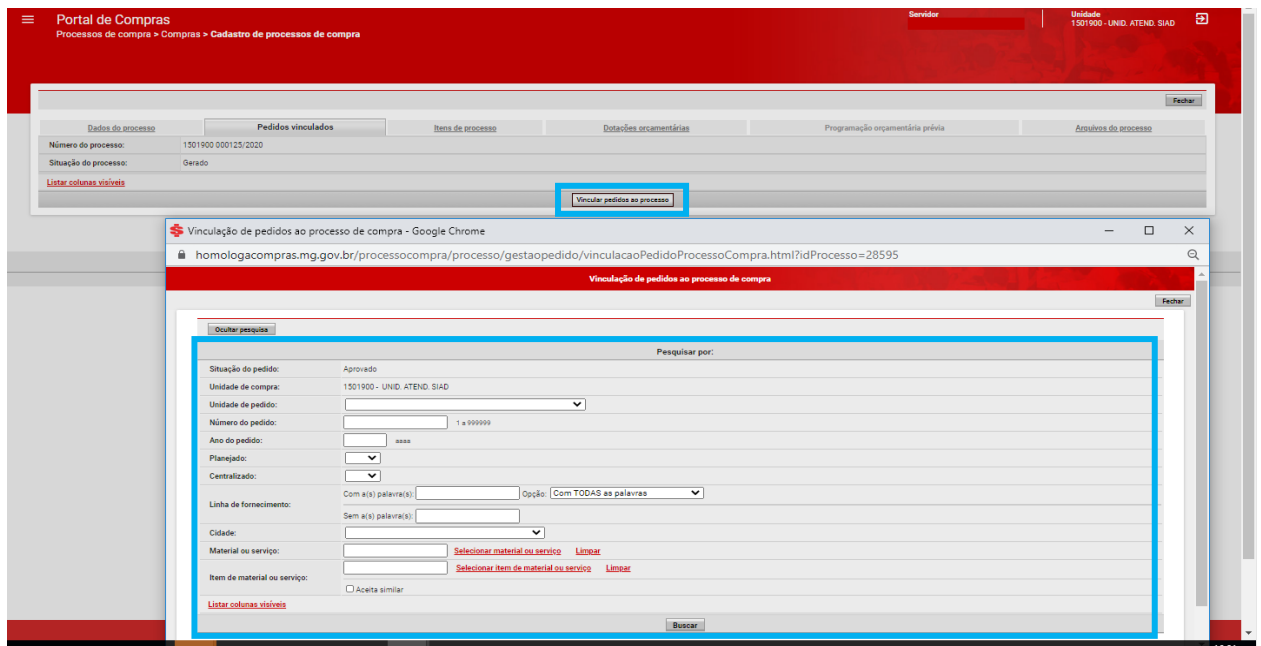 Portal de Compras
Processos de compra > Compras > Cadastro de processos de compra
Servidor
Unidade
1501900 - UNID. ATEND. SIAD
Fechar
Dados do processo Pedidos vinculados Itens de processo Dotações orçamentárias Programação orçamentária prévia Arquivos do processo
Número do processo: 1501900 000125/2020
Situação do processo: Gerado
Listar colunas visíveis
Vincular pedidos ao processo
Vinculação de pedidos ao processo de compra - Google Chrome
homologacompras.mg.gov.br/processocompra/processo/gestaopedido/vinculacaoPedidoProcessoCompra.html?idProcesso=28595
Vinculação de pedidos ao processo de compra
Fechar
Ocultar pesquisa
Pesquisar por:
Situação do pedido: Aprovado
Unidade de compra: 1501900 - UNID. ATEND. SIAD
Unidade de pedido:
Número do pedido: 1 a 999999
Ano do pedido: aaaa
Planejado:
Centralizado:
Linha de fornecimento: Com a(s) palavra(s): Opção: Com TODAS as palavras
Sem a(s) palavra(s):
Cidade:
Material ou serviço: Selecionar material ou serviço Limpar
Item de material ou serviço: Selecionar item de material ou serviço Limpar
Aceita similar
Listar colunas visíveis
Buscar